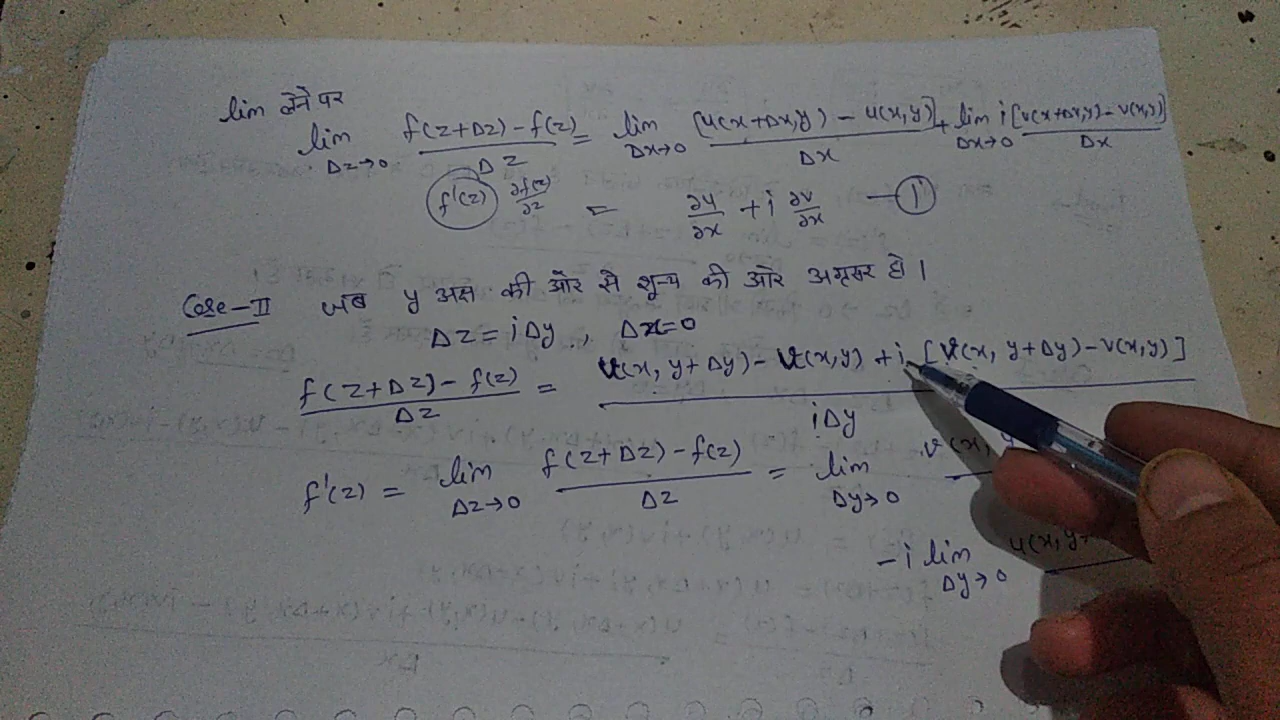 lim लेने पर
lim Δz→0 f(z+Δz)-f(z)/Δz = lim Δx→0 [u(x+Δx,y) - u(x,y)]/Δx + lim Δx→0 i[v(x+Δx,y)-v(x,y)]/Δx
f'(z) ∂f(z)/∂z = ∂u/∂x + i ∂v/∂x — ①
Case-II जब y अक्ष की ओर से शून्य की ओर अग्रसर हो।
Δz = iΔy, Δx=0
f(z+Δz)-f(z)/Δz = u(x, y+Δy) - u(x,y) + i [v(x, y+Δy) - v(x,y)]/iΔy
f'(z) = lim Δz→0 f(z+Δz)-f(z)/Δz = lim Δy→0 v(x, y
-i lim Δy→0 u(x, y+